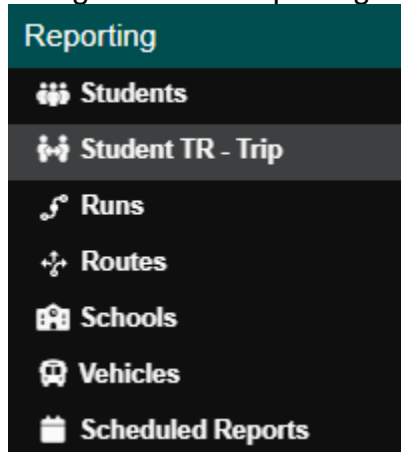 Reporting
Students
Student TR - Trip
Runs
Routes
Schools
Vehicles
Scheduled Reports